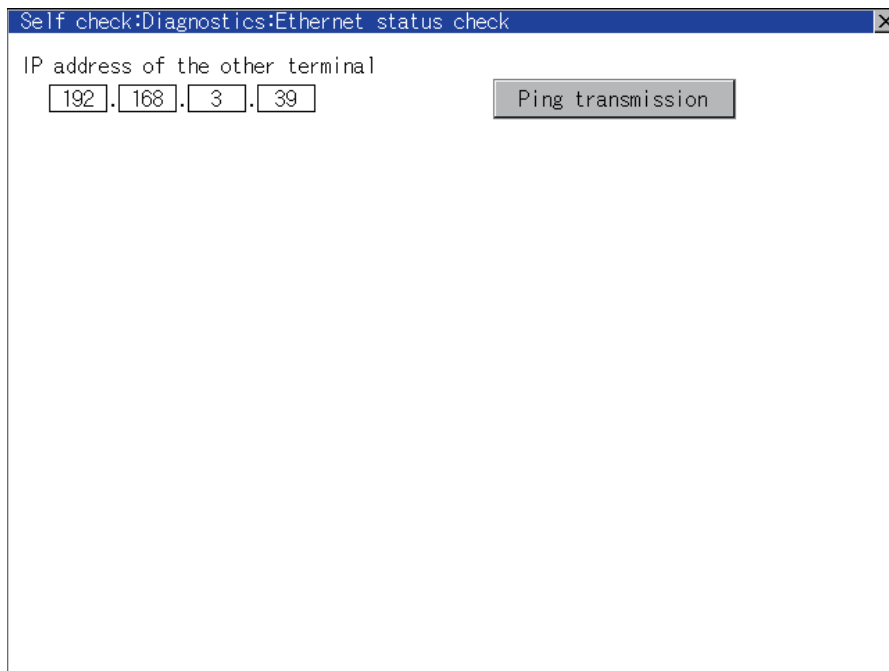 Self check:Diagnostics:Ethernet status check
IP address of the other terminal
192.168.3.39
Ping transmission